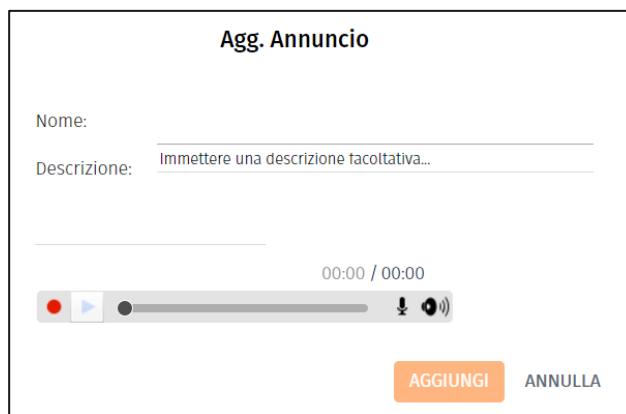 Agg. Annuncio
Nome:
Descrizione: Immettere una descrizione facoltativa...
00:00 / 00:00
AGGIUNGI ANNULLA